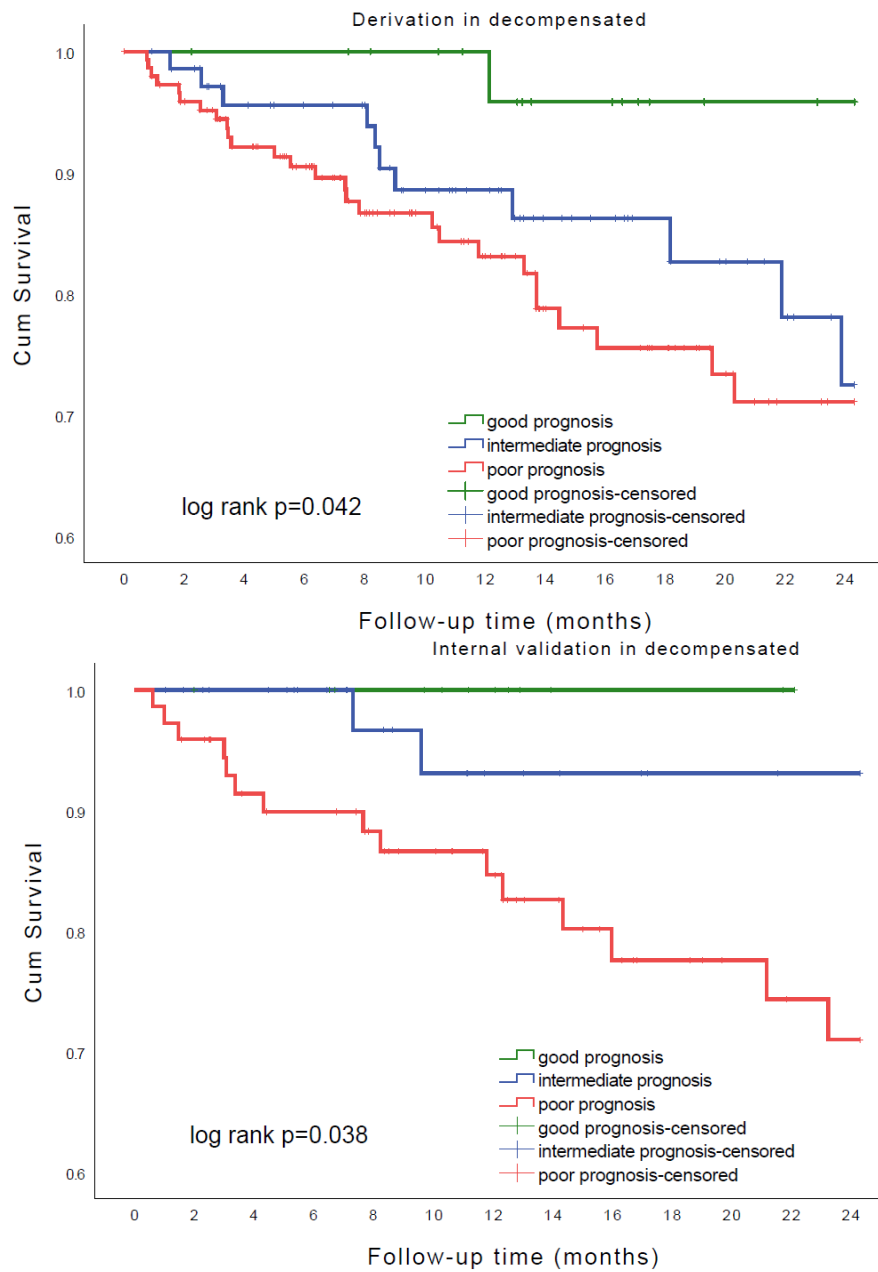 Derivation in decompensated
1.0
0.9
0.8
0.7
0.6
Cum Survival
good prognosis
intermediate prognosis
poor prognosis
good prognosis-censored
intermediate prognosis-censored
poor prognosis-censored
log rank p=0.042
0 2 4 6 8 10 12 14 16 18 20 22 24
Follow-up time (months)
Internal validation in decompensated
1.0
0.9
0.8
0.7
0.6
Cum Survival
good prognosis
intermediate prognosis
poor prognosis
good prognosis-censored
intermediate prognosis-censored
poor prognosis-censored
log rank p=0.038
0 2 4 6 8 10 12 14 16 18 20 22 24
Follow-up time (months)